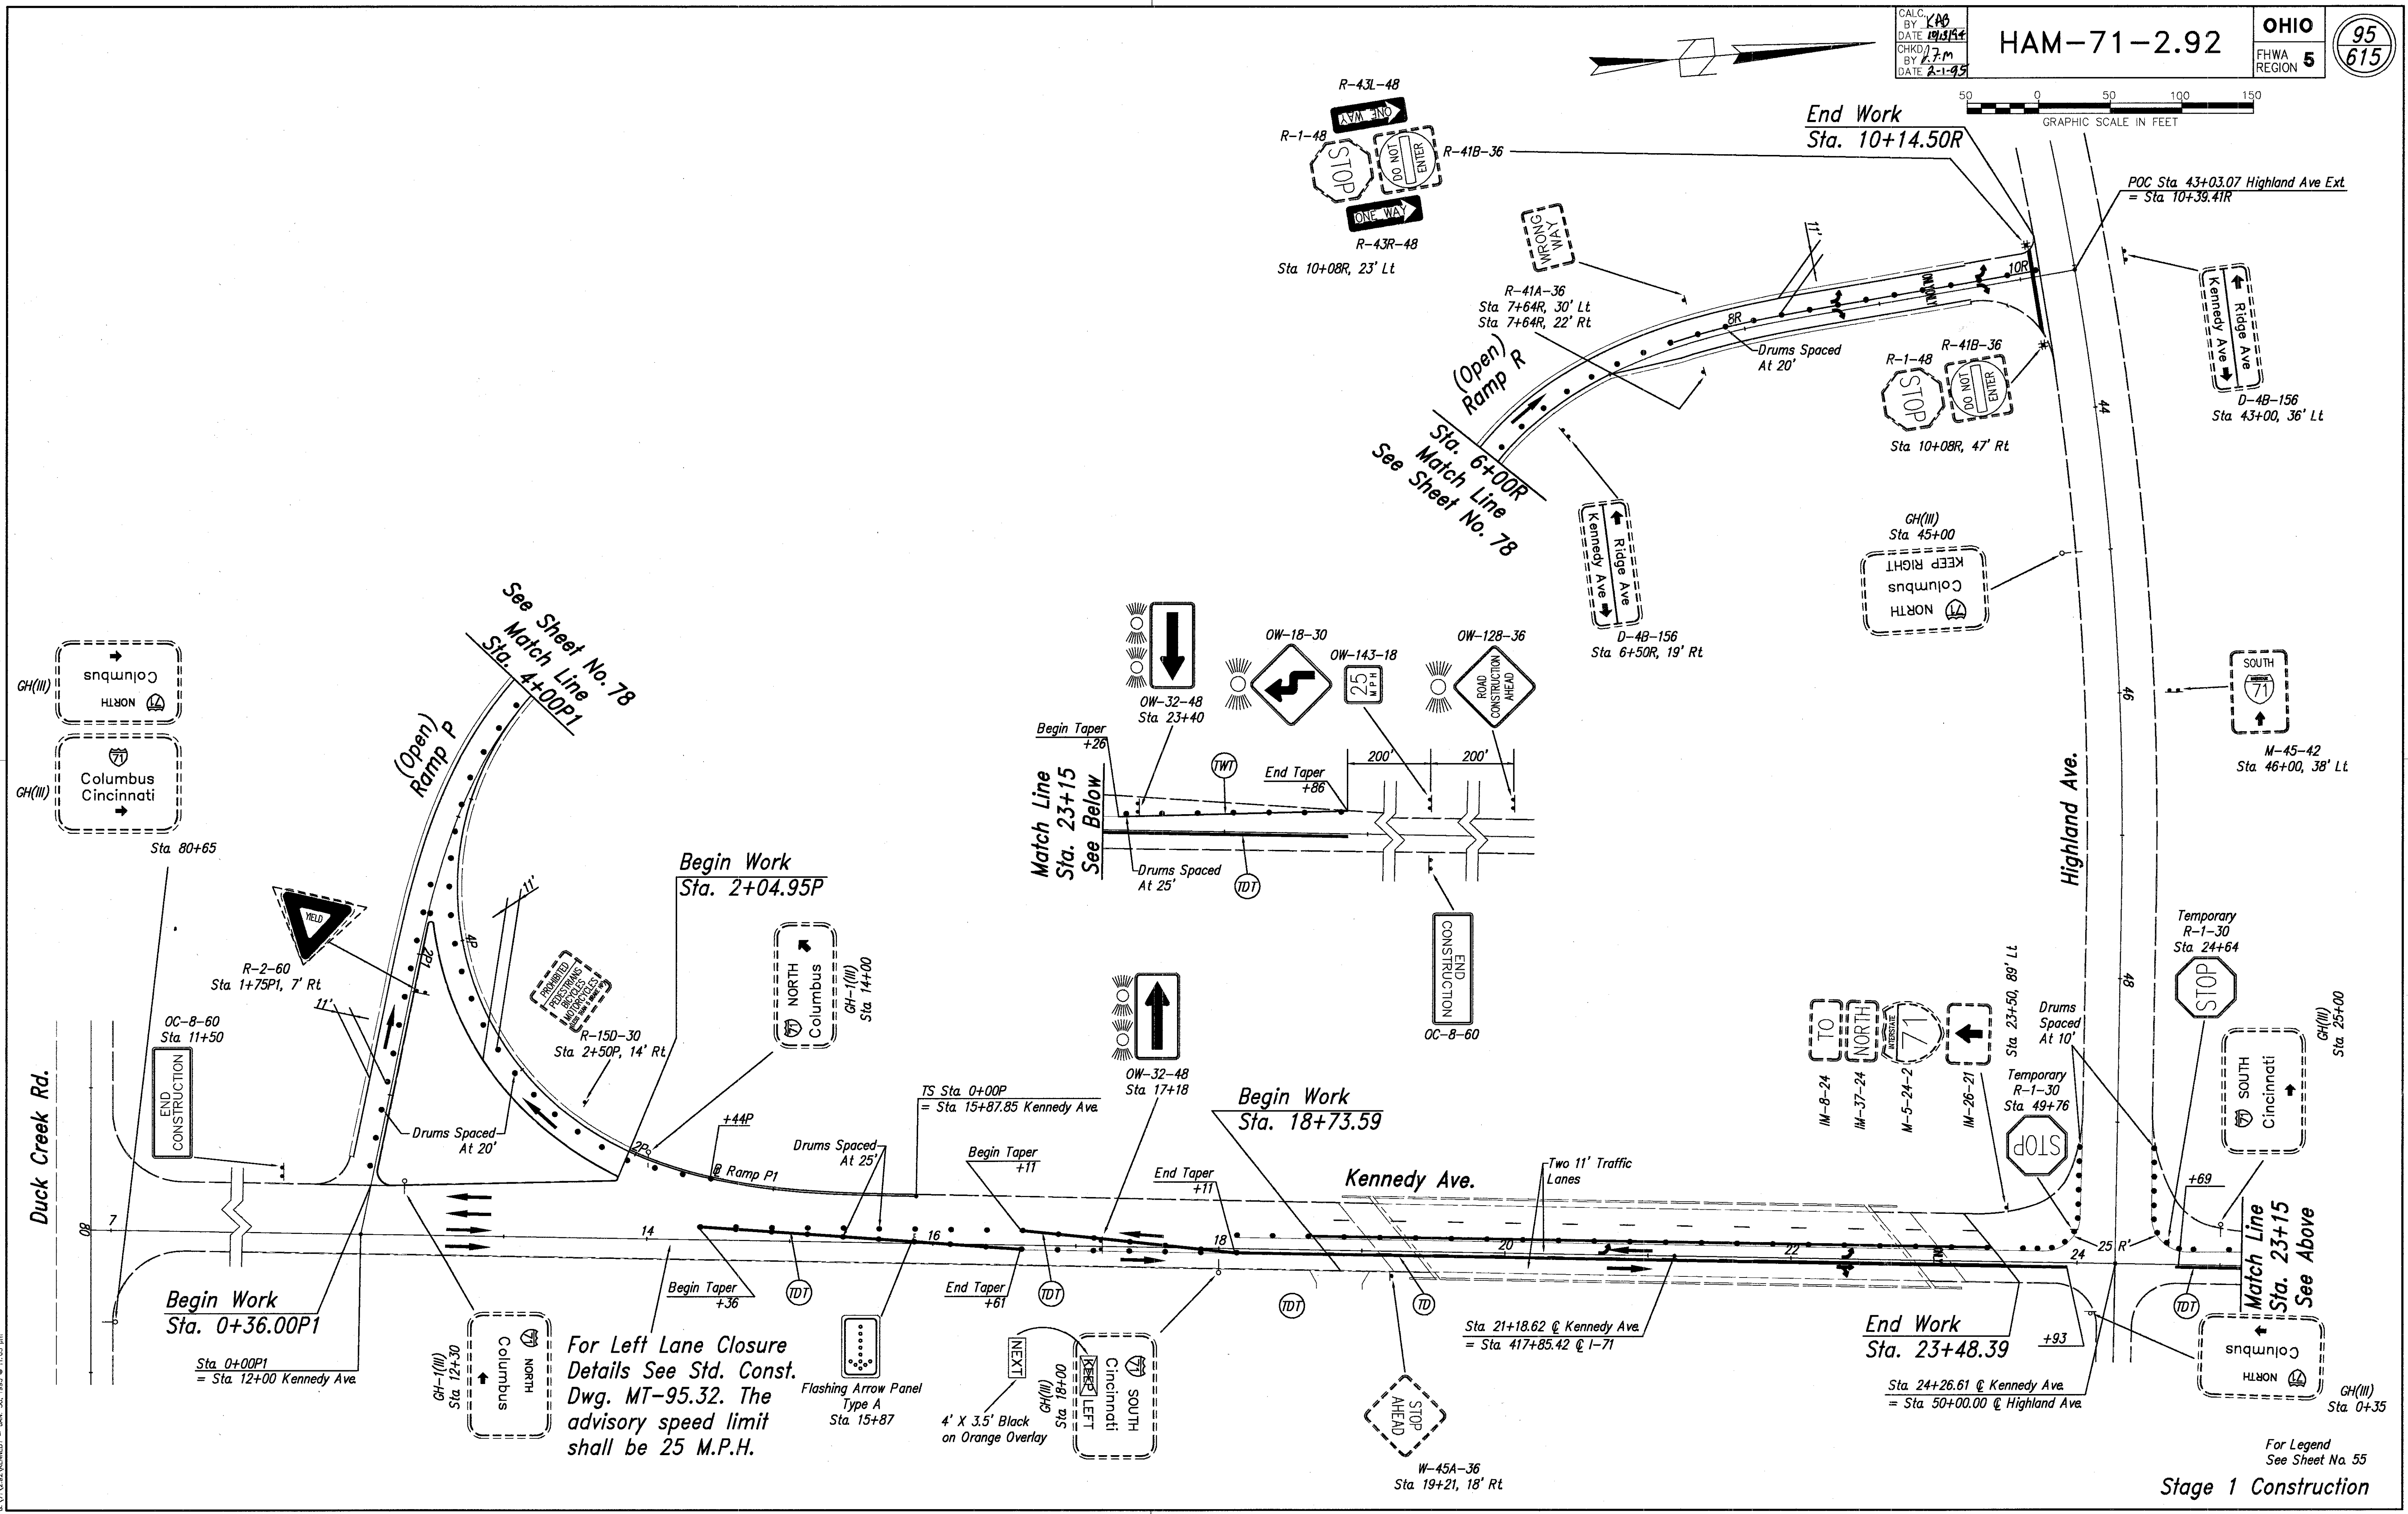 CALC.
BY KAB
DATE 10/13/94
CHKD
BY J.F.M
DATE 2-1-95
HAM-71-2.92
OHIO
FHWA
REGION 5
95
615
50 0 50 100 150
GRAPHIC SCALE IN FEET
R-43L-48
ONE WAY
R-1-48
STOP
DO NOT
ENTER
R-41B-36
ONE WAY
R-43R-48
Sta 10+08R, 23' Lt
End Work
Sta. 10+14.50R
POC Sta 43+03.07 Highland Ave Ext
= Sta 10+39.41R
WRONG
WAY
R-41A-36
Sta 7+64R, 30' Lt
Sta 7+64R, 22' Rt
11'
10R
ONLY
ONLY
8R
Drums Spaced
At 20'
(Open)
Ramp R
Sta. 6+00R
Match Line
See Sheet No. 78
R-1-48
STOP
R-41B-36
DO NOT
ENTER
Sta 10+08R, 47' Rt
Ridge Ave
Kennedy Ave
D-4B-156
Sta 43+00, 36' Lt
44
Ridge Ave
Kennedy Ave
D-4B-156
Sta 6+50R, 19' Rt
GH(III)
Sta 45+00
71 NORTH
Columbus
KEEP RIGHT
46
SOUTH
INTERSTATE
71
M-45-42
Sta 46+00, 38' Lt
Highland Ave.
48
See Sheet No. 78
Match Line
Sta. 4+00P1
(Open)
Ramp P
GH(III)
71 NORTH
Columbus
GH(III)
71
Columbus
Cincinnati
Sta 80+65
OW-32-48
Sta 23+40
OW-18-30
OW-143-18
25
MPH
OW-128-36
ROAD
CONSTRUCTION
AHEAD
Begin Taper
+26
TWT
End Taper
+86
200'
200'
Match Line
Sta. 23+15
See Below
Drums Spaced
At 25'
TDT
END
CONSTRUCTION
OC-8-60
YIELD
R-2-60
Sta 1+75P1, 7' Rt
11'
2P1
4P
11'
OC-8-60
Sta 11+50
END
CONSTRUCTION
PROHIBITED
PEDESTRIANS
BICYCLES
MOTORCYCLES
R-15D-30
Sta 2+50P, 14' Rt
Begin Work
Sta. 2+04.95P
71 NORTH
Columbus
GH-1(III)
Sta 14+00
Drums Spaced
At 20'
2P
+44P
℄ Ramp P1
TS Sta 0+00P
= Sta 15+87.85 Kennedy Ave.
Drums Spaced
At 25'
Begin Taper
+11
OW-32-48
Sta 17+18
End Taper
+11
Begin Work
Sta. 18+73.59
Kennedy Ave.
Two 11' Traffic
Lanes
TO
IM-8-24
NORTH
IM-37-24
INTERSTATE
71
M-5-24-2
IM-26-21
Sta 23+50, 89' Lt
Temporary
R-1-30
Sta 49+76
STOP
Drums
Spaced
At 10'
Temporary
R-1-30
Sta 24+64
STOP
71 SOUTH
Cincinnati
GH(III)
Sta 25+00
+69
Match Line
Sta. 23+15
See Above
Duck Creek Rd.
80
7
14
16
18
20
22
24
25 R'
ONLY
Begin Work
Sta. 0+36.00P1
Sta 0+00P1
= Sta 12+00 Kennedy Ave.
GH-1(III)
Sta 12+30
71 NORTH
Columbus
Begin Taper
+36
TDT
For Left Lane Closure
Details See Std. Const.
Dwg. MT-95.32. The
advisory speed limit
shall be 25 M.P.H.
Flashing Arrow Panel
Type A
Sta 15+87
End Taper
+61
TDT
NEXT
4' X 3.5' Black
on Orange Overlay
GH(III)
Sta 18+00
71 SOUTH
Cincinnati
KEEP LEFT
TDT
TD
STOP
AHEAD
W-45A-36
Sta 19+21, 18' Rt
Sta 21+18.62 ℄ Kennedy Ave.
= Sta 417+85.42 ℄ I-71
End Work
Sta. 23+48.39
+93
Sta 24+26.61 ℄ Kennedy Ave.
= Sta 50+00.00 ℄ Highland Ave.
TDT
71 NORTH
Columbus
GH(III)
Sta 0+35
For Legend
See Sheet No. 55
Stage 1 Construction